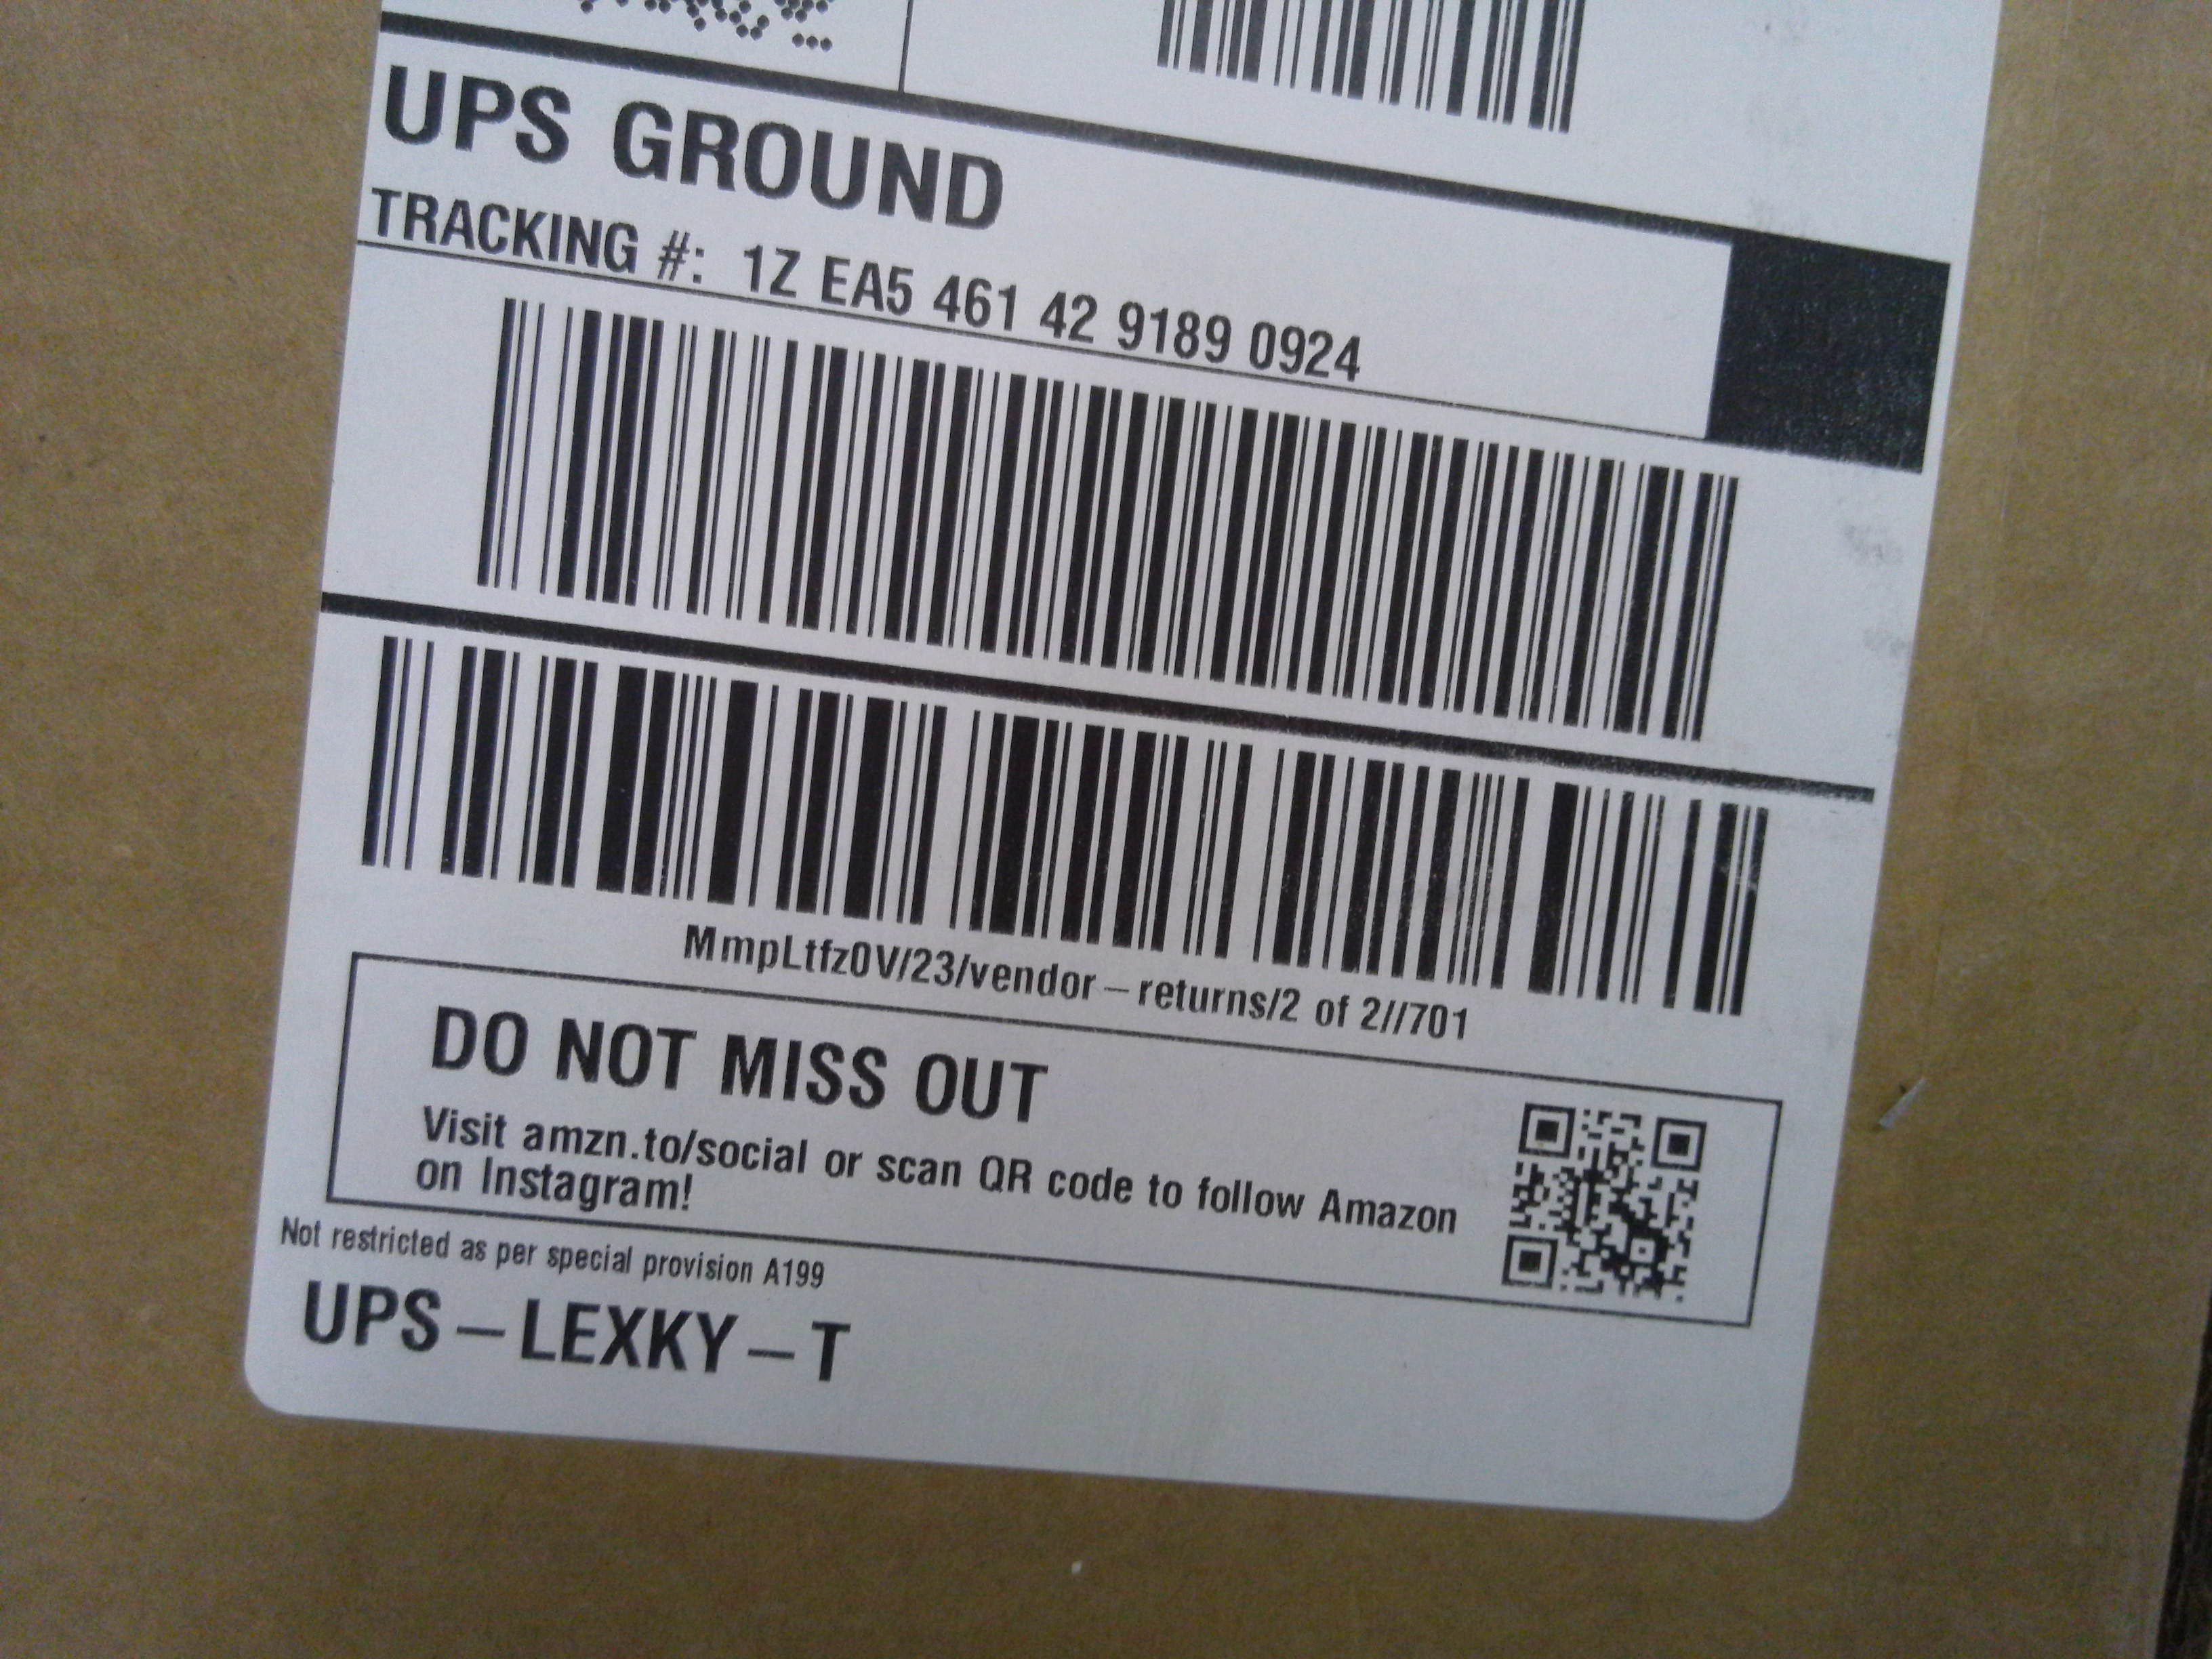 UPS GROUND
TRACKING #: 1Z EA5 461 42 9189 0924
MmpLtfz0V/23/vendor-returns/2 of 2//701
DO NOT MISS OUT
Visit amzn.to/social or scan QR code to follow Amazon
on Instagram!
Not restricted as per special provision A199
UPS-LEXKY-T